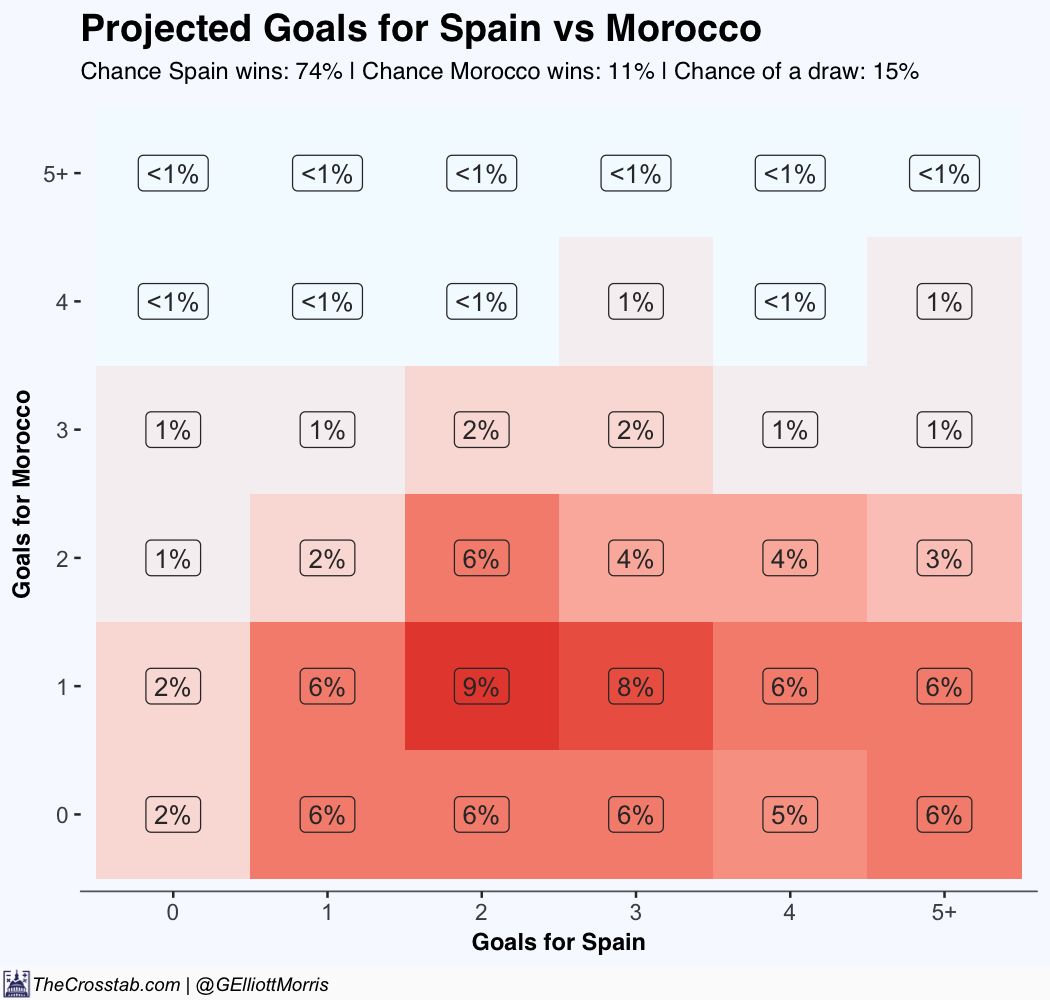 Projected Goals for Spain vs Morocco
Chance Spain wins: 74% | Chance Morocco wins: 11% | Chance of a draw: 15%
5+ <1% <1% <1% <1% <1% <1%
4 <1% <1% <1% 1% <1% 1%
3 1% 1% 2% 2% 1% 1%
2 1% 2% 6% 4% 4% 3%
1 2% 6% 9% 8% 6% 6%
0 2% 6% 6% 6% 5% 6%
Goals for Morocco
0 1 2 3 4 5+
Goals for Spain
TheCrosstab.com | @GElliottMorris